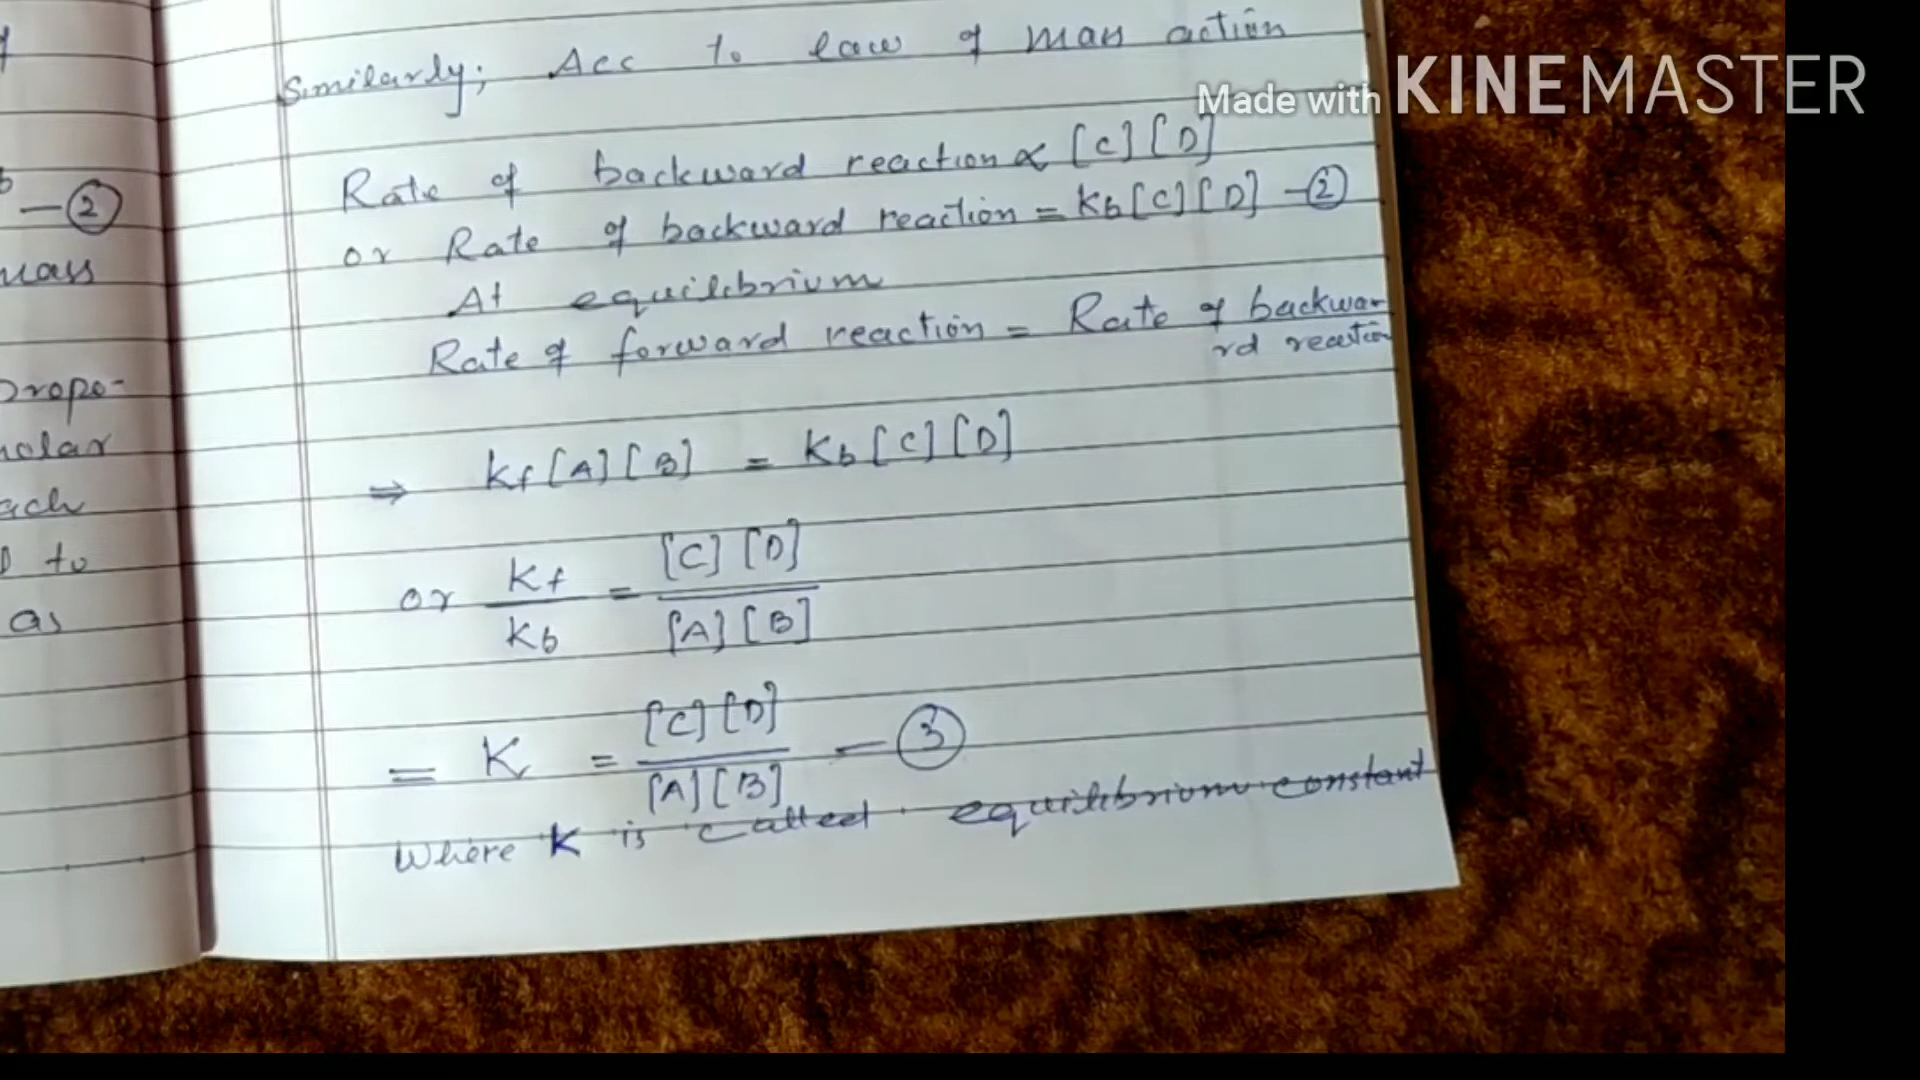 — ②
mass
Propo-
molar
each
to
as
Similarly; Acc to law of mass action
Rate of backward reaction ∝ [C][D]
or Rate of backward reaction = Kb[C][D] —②
At equilibrium
Rate of forward reaction = Rate of backwa-
rd reaction
⇒ Kf[A][B] = Kb[C][D]
or Kf/Kb = [C][D]/[A][B]
= K = [C][D]/[A][B] — ③
Where K is called equilibrium constant
Made with KINEMASTER